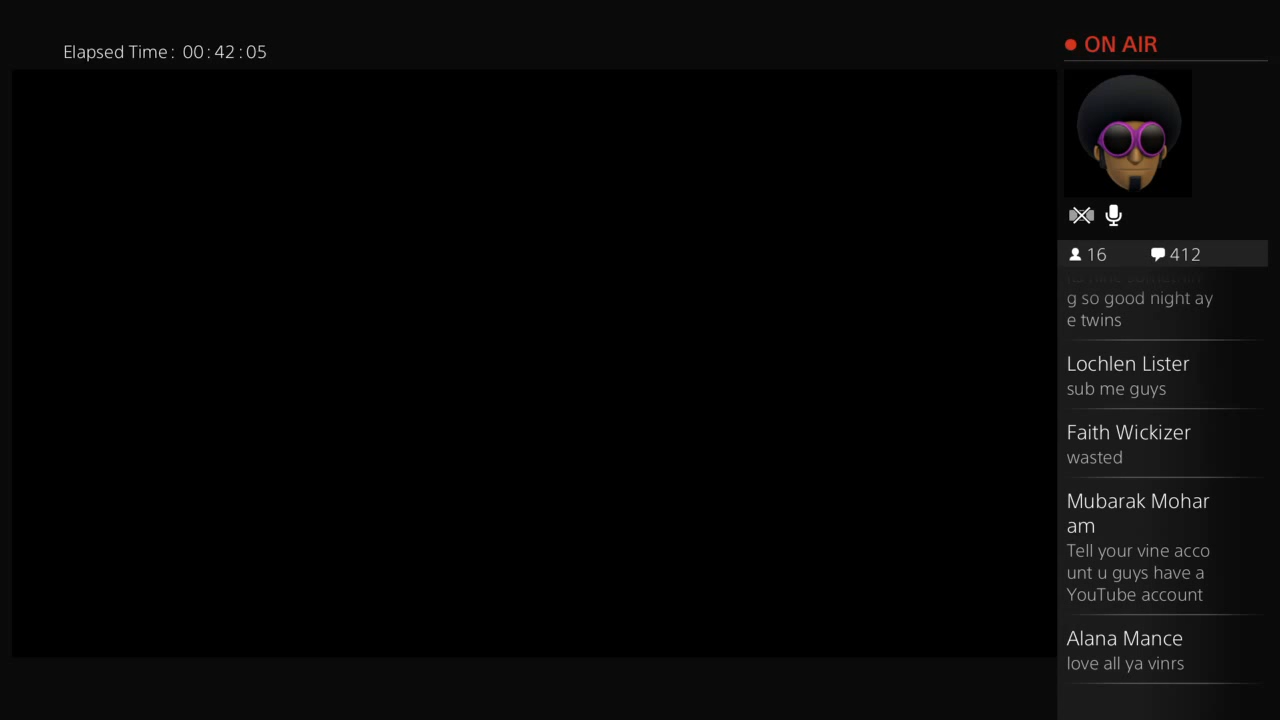 Elapsed Time: 00:42:05
ON AIR
16 412
g so good night ay
e twins
Lochlen Lister
sub me guys
Faith Wickizer
wasted
Mubarak Mohar
am
Tell your vine acco
unt u guys have a
YouTube account
Alana Mance
love all ya vinrs